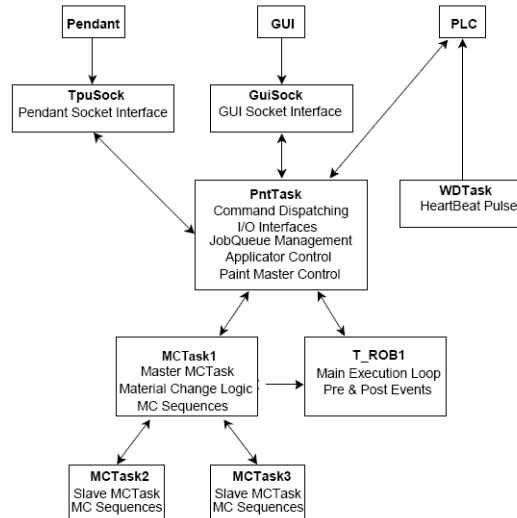 Pendant
GUI
PLC
TpuSock
Pendant Socket Interface
GuiSock
GUI Socket Interface
PntTask
Command Dispatching
I/O Interfaces
JobQueue Management
Applicator Control
Paint Master Control
WDTask
HeartBeat Pulse
MCTask1
Master MCTask
Material Change Logic
MC Sequences
T_ROB1
Main Execution Loop
Pre & Post Events
MCTask2
Slave MCTask
MC Sequences
MCTask3
Slave MCTask
MC Sequences